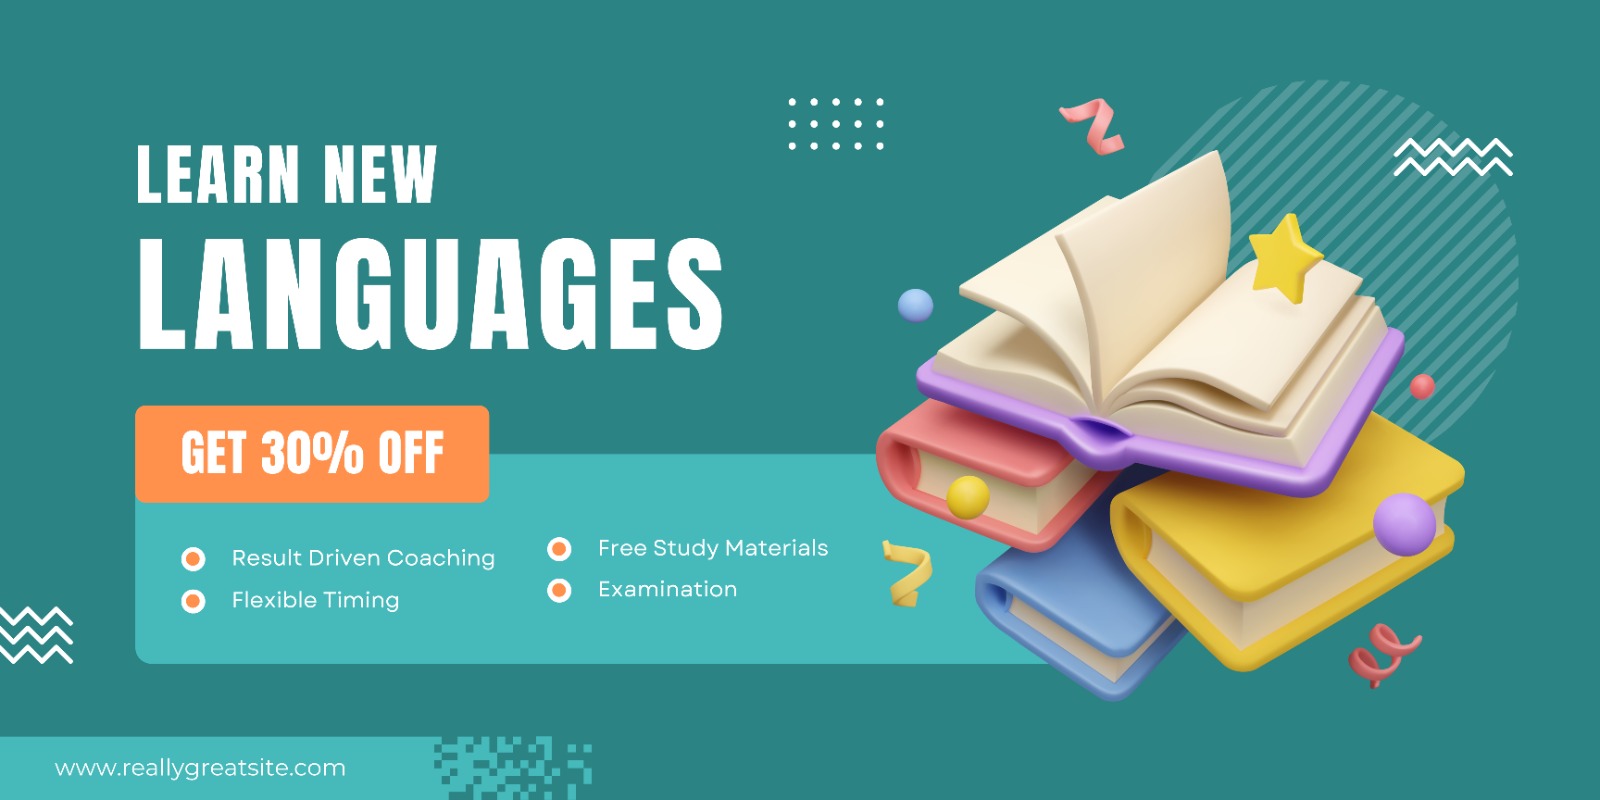 LEARN NEW
LANGUAGES
GET 30% OFF
Result Driven Coaching
Flexible Timing
Free Study Materials
Examination
www.reallygreatsite.com